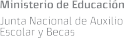 Ministerio de Educación
Junta Nacional de Auxilio
Escolar y Becas